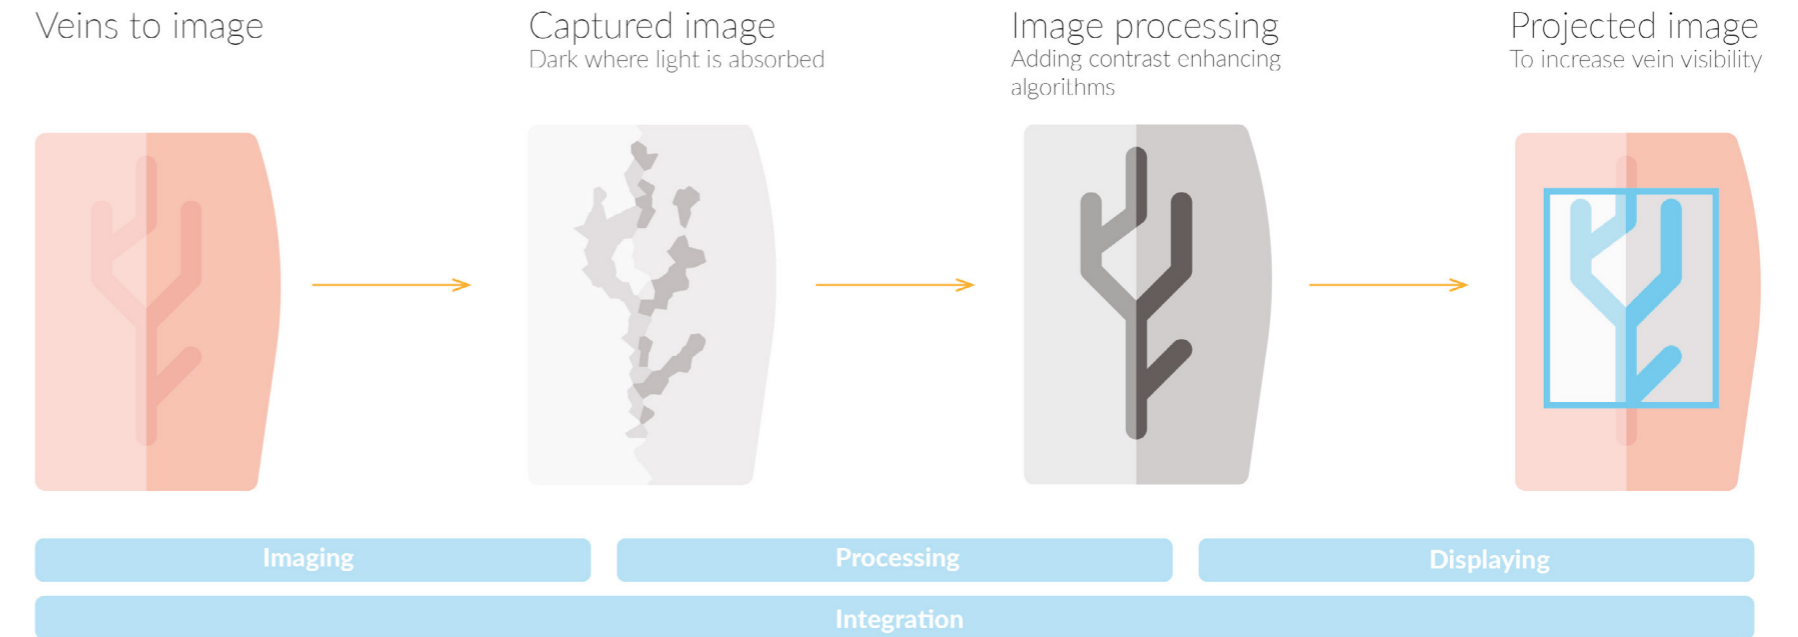 Veins to image
Captured image
Dark where light is absorbed
Image processing
Adding contrast enhancing
algorithms
Projected image
To increase vein visibility
Imaging
Processing
Displaying
Integration